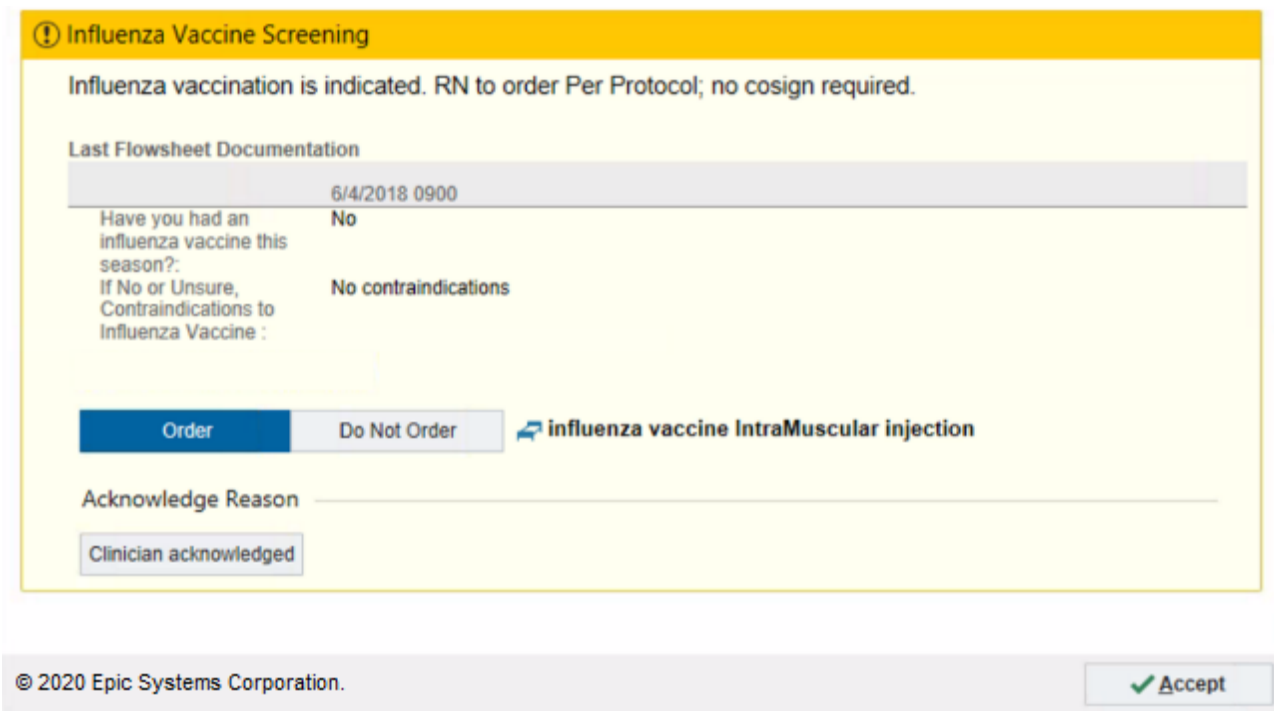 Influenza Vaccine Screening
Influenza vaccination is indicated. RN to order Per Protocol; no cosign required.
Last Flowsheet Documentation
6/4/2018 0900
Have you had an No
influenza vaccine this
season?:
If No or Unsure, No contraindications
Contraindications to
Influenza Vaccine :
Order Do Not Order influenza vaccine IntraMuscular injection
Acknowledge Reason
Clinician acknowledged
© 2020 Epic Systems Corporation. Accept